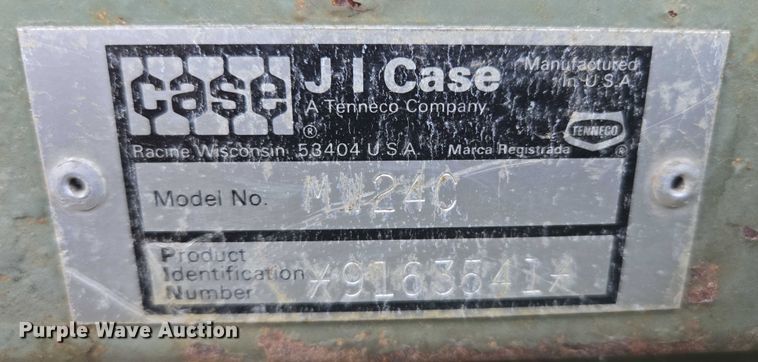 case
J I Case
A Tenneco Company
Manufactured
In U.S.A.
TENNECO
®
®
Racine Wisconsin 53404 U.S.A.
Marca Registrada
Model No. MW24C
Product
Identification
Number *9163641*
Purple Wave Auction